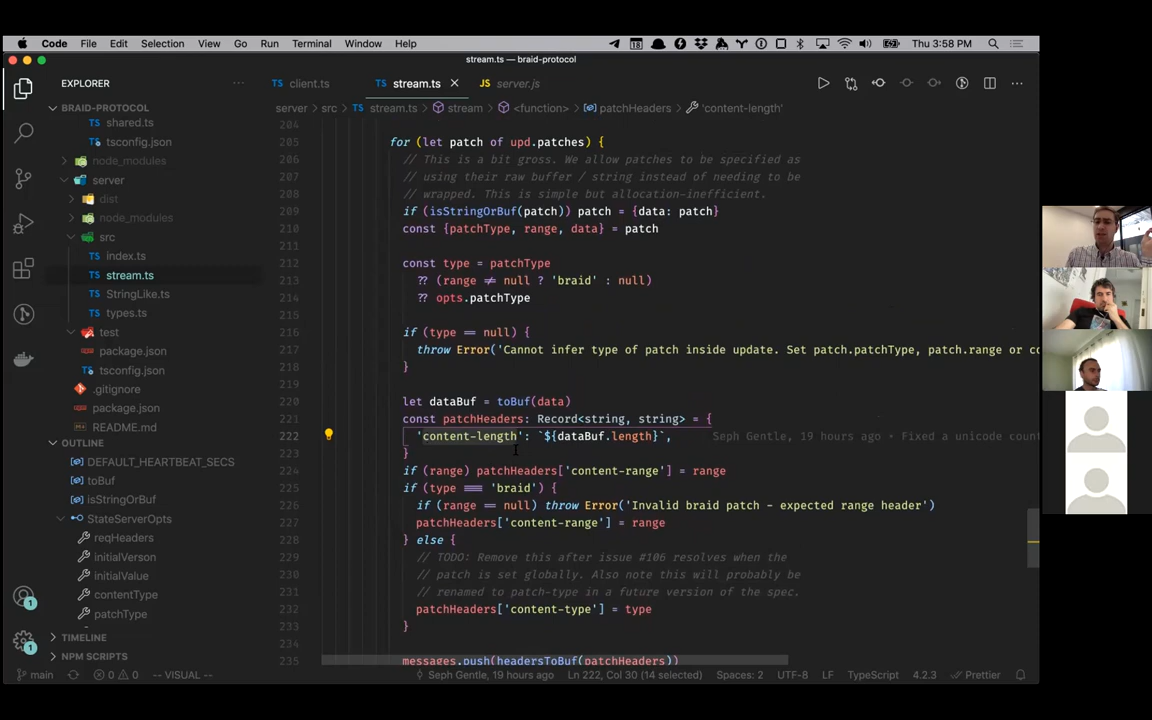 Code File Edit Selection View Go Run Terminal Window Help
18
Thu 3:58 PM
stream.ts — braid-protocol
EXPLORER
TS client.ts
TS stream.ts
JS server.js
server > src > TS stream.ts > stream > <function> > patchHeaders > 'content-length'
BRAID-PROTOCOL
TS shared.ts
TS tsconfig.json
node_modules
server
dist
node_modules
src
TS index.ts
TS stream.ts
TS StringLike.ts
TS types.ts
test
package.json
tsconfig.json
.gitignore
package.json
README.md
OUTLINE
DEFAULT_HEARTBEAT_SECS
toBuf
isStringOrBuf
StateServerOpts
reqHeaders
initialVerson
initialValue
contentType
patchType
TIMELINE
NPM SCRIPTS
204
205 for (let patch of upd.patches) {
206 // This is a bit gross. We allow patches to be specified as
207 // using their raw buffer / string instead of needing to be
208 // wrapped. This is simple but allocation-inefficient.
209 if (isStringOrBuf(patch)) patch = {data: patch}
210 const {patchType, range, data} = patch
211
212 const type = patchType
213 ?? (range ≠ null ? 'braid' : null)
214 ?? opts.patchType
215
216 if (type == null) {
217 throw Error('Cannot infer type of patch inside update. Set patch.patchType, patch.range or co
218 }
219
220 let dataBuf = toBuf(data)
221 const patchHeaders: Record<string, string> = {
222 'content-length': `${dataBuf.length}`, Seph Gentle, 19 hours ago • Fixed a unicode coun
223 }
224 if (range) patchHeaders['content-range'] = range
225 if (type === 'braid') {
226 if (range == null) throw Error('Invalid braid patch - expected range header')
227 patchHeaders['content-range'] = range
228 } else {
229 // TODO: Remove this after issue #106 resolves when the
230 // patch is set globally. Also note this will probably be
231 // renamed to patch-type in a future version of the spec.
232 patchHeaders['content-type'] = type
233 }
234
235 messages.push(headersToBuf(patchHeaders))
1
1
main 0 0 -- VISUAL -- Seph Gentle, 19 hours ago Ln 222, Col 30 (14 selected) Spaces: 2 UTF-8 LF TypeScript 4.2.3 Prettier